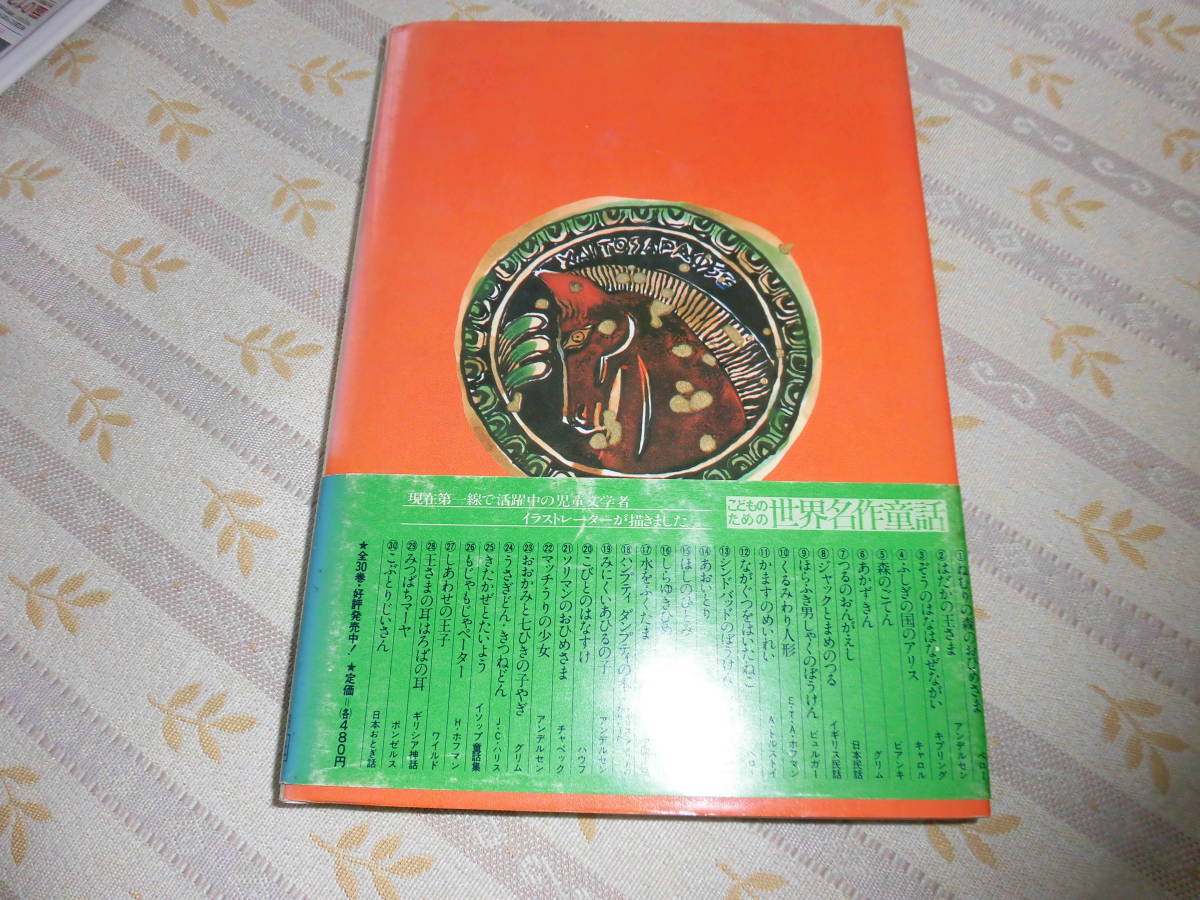 ΚΑΙ ΤΟΞΑΡΑ
現在第一線で活躍中の児童文学者
イラストレーターが描きました
こどものための世界名作童話
①ねむりの森のおひめさま ペロー
②はだかの王さま アンデルセン
③ぞうのはなはなぜながい キプリング
④ふしぎの国のアリス キャロル
⑤森のこてん ビアンキ
⑥あかずきん グリム
⑦つるのおんがえし 日本民話
⑧ジャックとまめのつる イギリス民話
⑨ほらふき男しゃくのぼうけん ビュルガー
⑩くるみわり人形 E・T・A・ホフマン
⑪かますのめいれい A・トルストイ
⑫ながぐつをはいたねこ ペロー
⑬シンドバッドのぼうけん
⑭あおいとり
⑮ほしのひとみ
⑯しらゆきひめ
⑰水をふくたま
⑱ハンプティ・ダンプティの
⑲みにくいあひるの子 アンデルセン
⑳こびとのはなすけ ハウフ
㉑ソリマンのおひめさま チャペック
㉒マッチうりの少女 アンデルセン
㉓おおかみと七ひきの子やぎ グリム
㉔うさぎどん・きつねどん J・C・ハリス
㉕きたかぜとたいよう イソップ童話集
㉖もじゃもじゃペーター H・ホフマン
㉗しあわせの王子 ワイルド
㉘王さまの耳はろばの耳 ギリシア神話
㉙みつばちマーヤ ボンゼルス
㉚こぶとりじいさん 日本おとぎ話
★全30巻・好評発売中！ ★定価＝(各)480円